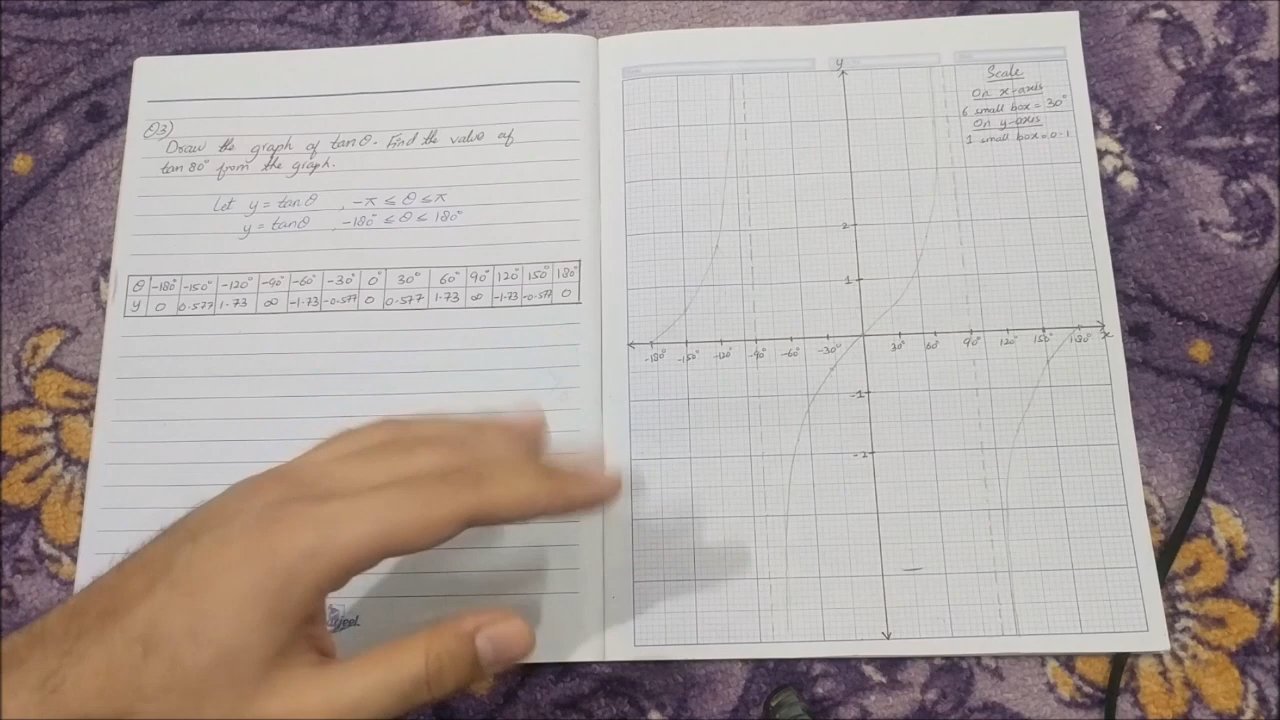 Q3)
Draw the graph of tanθ. Find the value of
tan 80° from the graph.
Let y = tanθ , -π ≤ θ ≤ π
y = tanθ , -180° ≤ θ ≤ 180°
θ -180° -150° -120° -90° -60° -30° 0° 30° 60° 90° 120° 150° 180°
y 0 0.577 1.73 ∞ -1.73 -0.577 0 0.577 1.73 ∞ -1.73 -0.577 0
y
Scale
On x-axis
6 small box = 30°
On y-axis
1 small box = 0.1
2
1
-180° -150° -120° -90° -60° -30° 30° 60° 90° 120° 150° 180° x
-1
-2